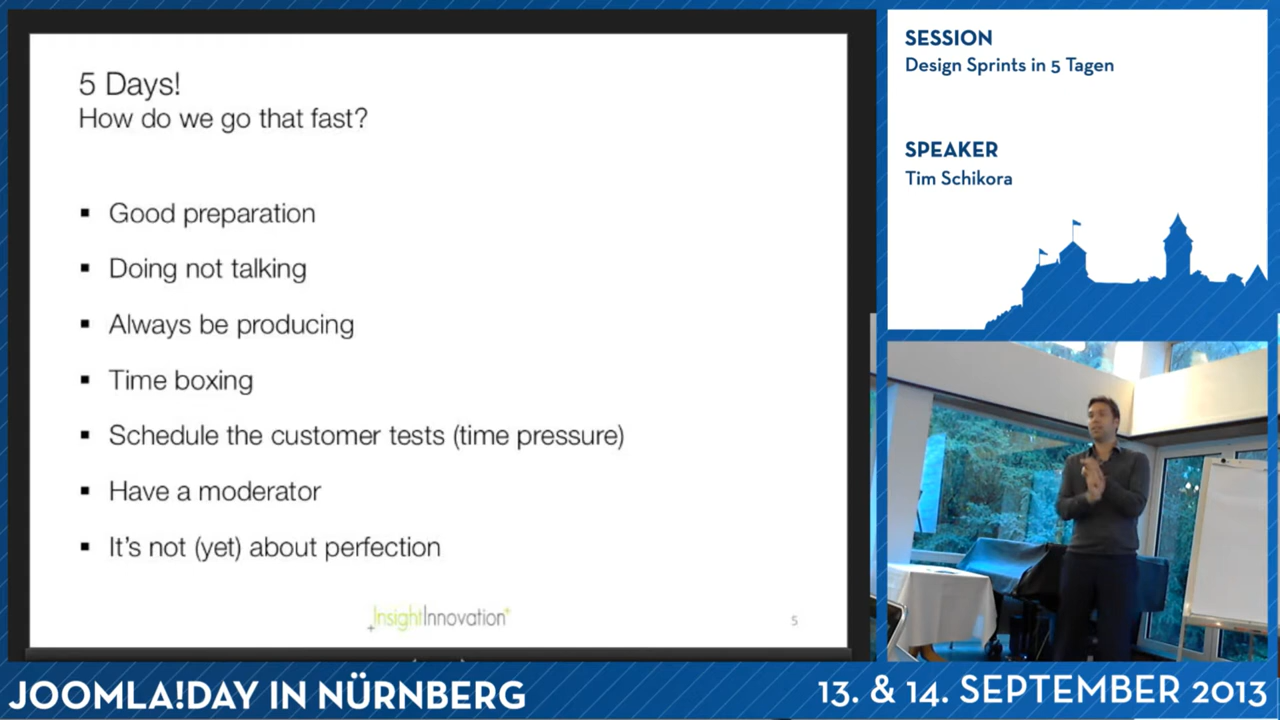 5 Days!
How do we go that fast?
Good preparation
Doing not talking
Always be producing
Time boxing
Schedule the customer tests (time pressure)
Have a moderator
It's not (yet) about perfection
+InsightInnovation+
5
SESSION
Design Sprints in 5 Tagen
SPEAKER
Tim Schikora
JOOMLA!DAY IN NÜRNBERG
13. & 14. SEPTEMBER 2013